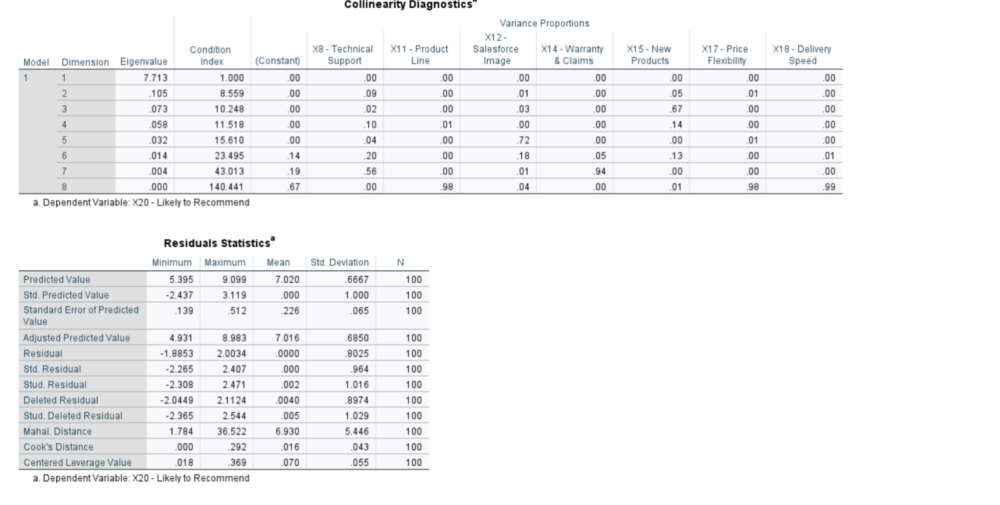 Collinearity Diagnosticsa
Variance Proportions
Model Dimension Eigenvalue Condition Index (Constant) X8 - Technical Support X11 - Product Line X12 - Salesforce Image X14 - Warranty & Claims X15 - New Products X17 - Price Flexibility X18 - Delivery Speed
1 1 7.713 1.000 .00 .00 .00 .00 .00 .00 .00 .00
2 .105 8.559 .00 .09 .00 .01 .00 .05 .01 .00
3 .073 10.248 .00 .02 .00 .03 .00 .67 .00 .00
4 .058 11.518 .00 .10 .01 .00 .00 .14 .00 .00
5 .032 15.610 .00 .04 .00 .72 .00 .00 .01 .00
6 .014 23.495 .14 .20 .00 .18 .05 .13 .00 .01
7 .004 43.013 .19 .56 .00 .01 .94 .00 .00 .00
8 .000 140.441 .67 .00 .98 .04 .00 .01 .98 .99
a. Dependent Variable: X20 - Likely to Recommend
Residuals Statisticsa
Minimum Maximum Mean Std. Deviation N
Predicted Value 5.395 9.099 7.020 .6667 100
Std. Predicted Value -2.437 3.119 .000 1.000 100
Standard Error of Predicted Value .139 .512 .226 .065 100
Adjusted Predicted Value 4.931 8.983 7.016 .6850 100
Residual -1.8853 2.0034 .0000 .8025 100
Std. Residual -2.265 2.407 .000 .964 100
Stud. Residual -2.308 2.471 .002 1.016 100
Deleted Residual -2.0449 2.1124 .0040 .8974 100
Stud. Deleted Residual -2.365 2.544 .005 1.029 100
Mahal. Distance 1.784 36.522 6.930 5.446 100
Cook's Distance .000 .292 .016 .043 100
Centered Leverage Value .018 .369 .070 .055 100
a. Dependent Variable: X20 - Likely to Recommend